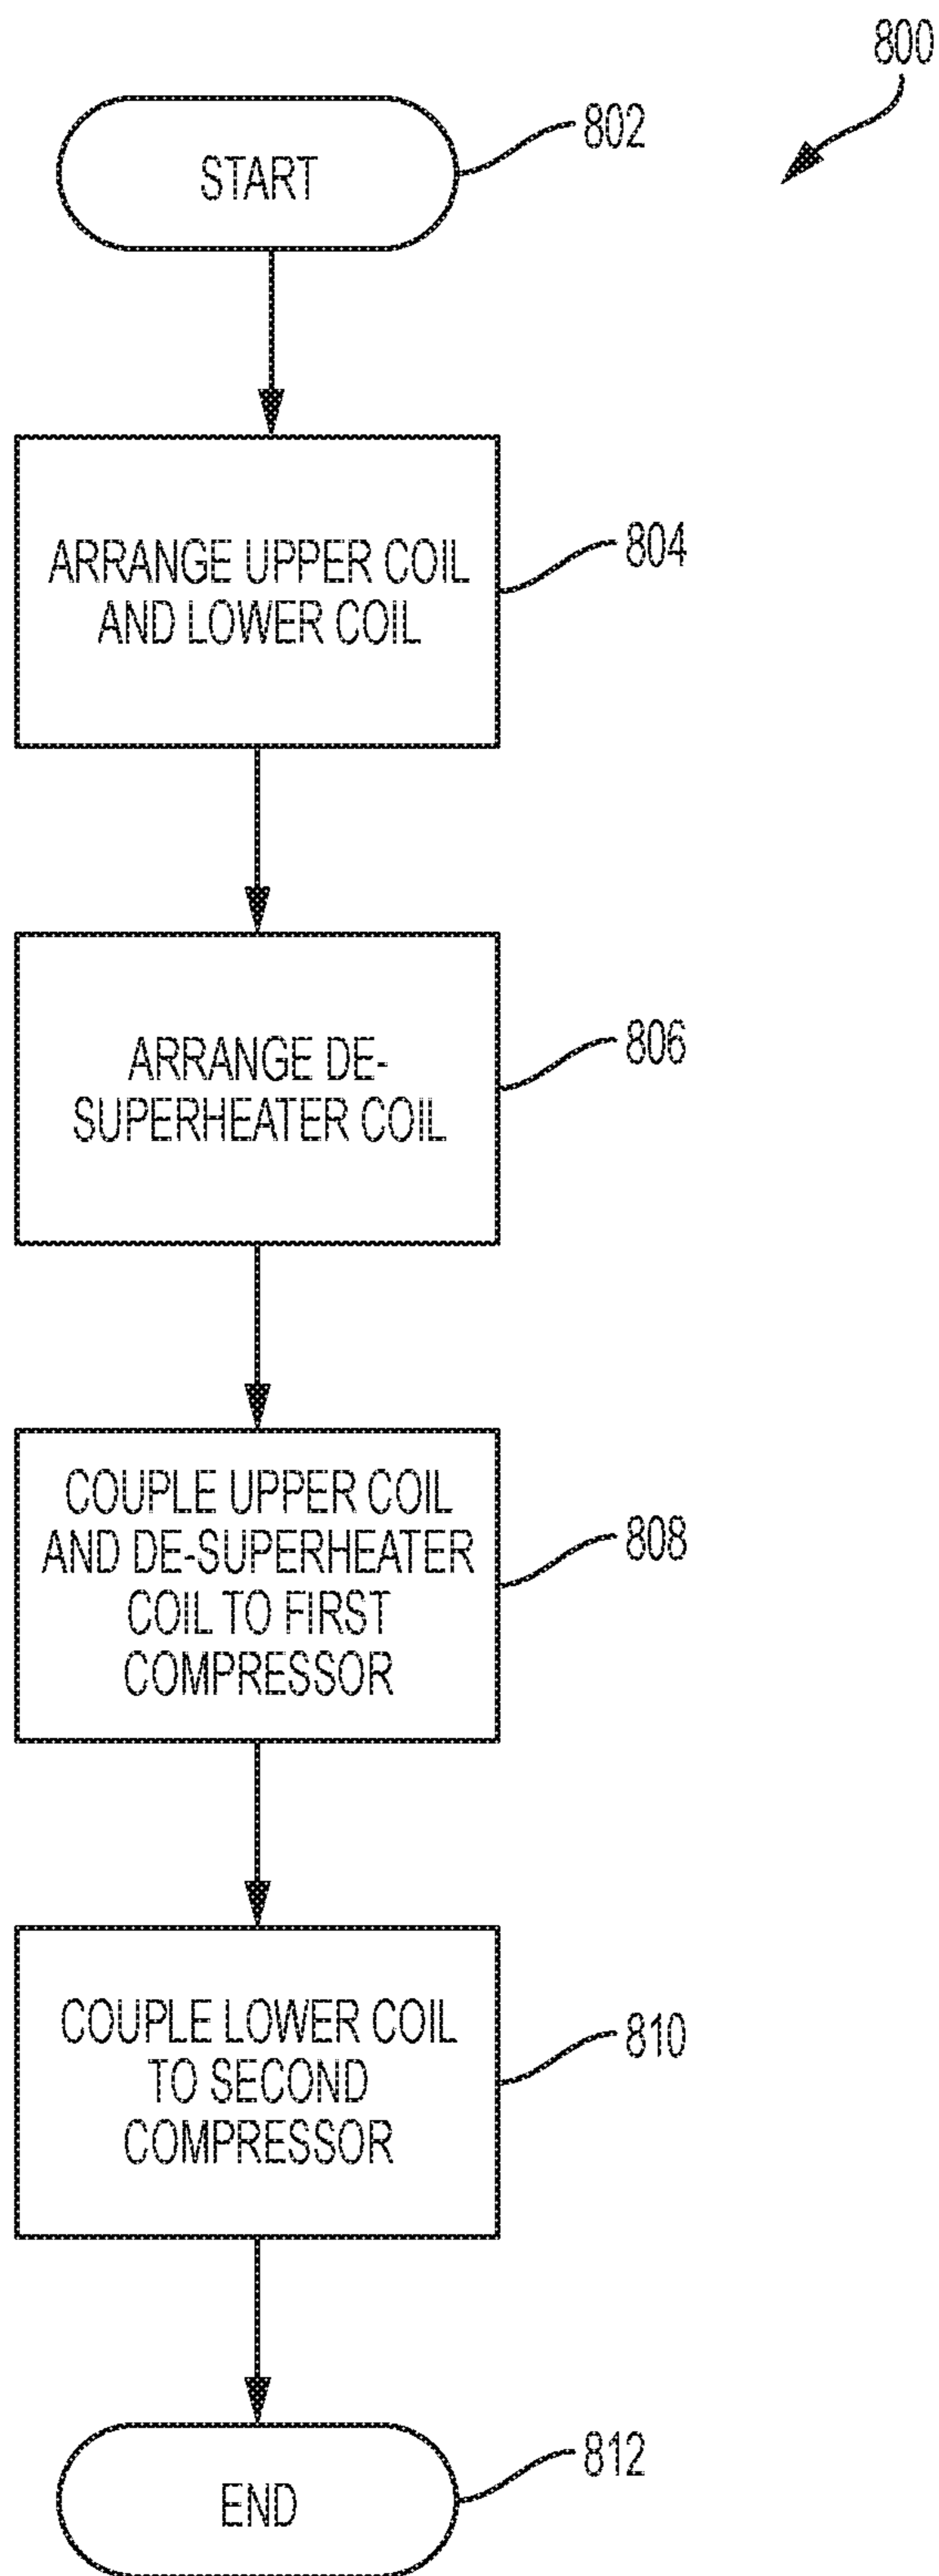 800
START
802
ARRANGE UPPER COIL
AND LOWER COIL
804
ARRANGE DE-
SUPERHEATER COIL
806
COUPLE UPPER COIL
AND DE-SUPERHEATER
COIL TO FIRST
COMPRESSOR
808
COUPLE LOWER COIL
TO SECOND
COMPRESSOR
810
END
812